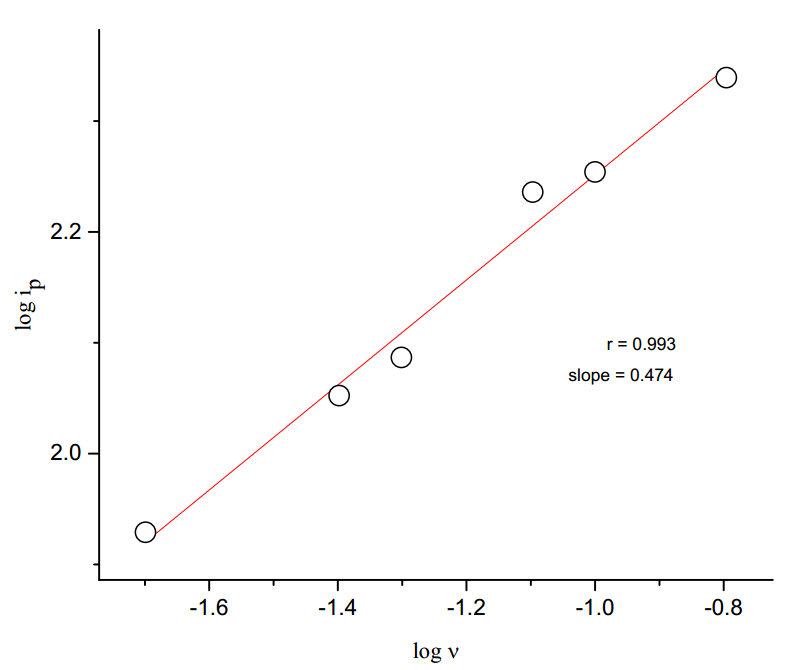 2.2
2.0
log ip
r = 0.993
slope = 0.474
-1.6 -1.4 -1.2 -1.0 -0.8
log ν